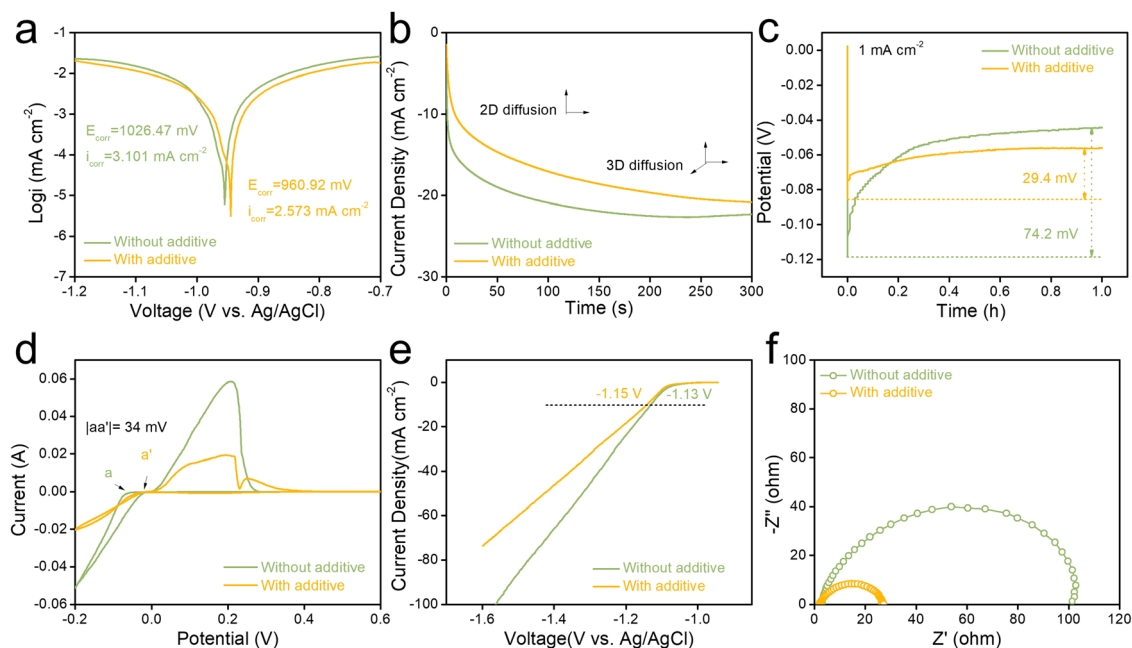 a
-1
-2
-3
-4
-5
-6
-7
Logi (mA cm-2)
E_corr=1026.47 mV
i_corr=3.101 mA cm-2
E_corr=960.92 mV
i_corr=2.573 mA cm-2
Without additive
With additive
-1.2 -1.1 -1.0 -0.9 -0.8 -0.7
Voltage (V vs. Ag/AgCl)
b
0
-10
-20
-30
Current Density (mA cm-2)
2D diffusion
3D diffusion
Without additive
With additive
0 50 100 150 200 250 300
Time (s)
c
0.00
-0.04
-0.06
-0.08
-0.10
-0.12
Potential (V)
1 mA cm-2
Without additive
With additive
29.4 mV
74.2 mV
0.0 0.2 0.4 0.6 0.8 1.0
Time (h)
d
0.06
0.04
0.02
0.00
-0.02
-0.04
-0.06
Current (A)
|aa'|= 34 mV
a
a'
Without additive
With additive
-0.2 0.0 0.2 0.4 0.6
Potential (V)
e
0
-20
-40
-60
-80
-100
Current Density(mA cm-2)
-1.15 V
-1.13 V
Without additive
With additive
-1.6 -1.4 -1.2 -1.0
Voltage(V vs. Ag/AgCl)
f
100
80
60
40
20
0
-Z'' (ohm)
Without additive
With additive
0 20 40 60 80 100 120
Z' (ohm)